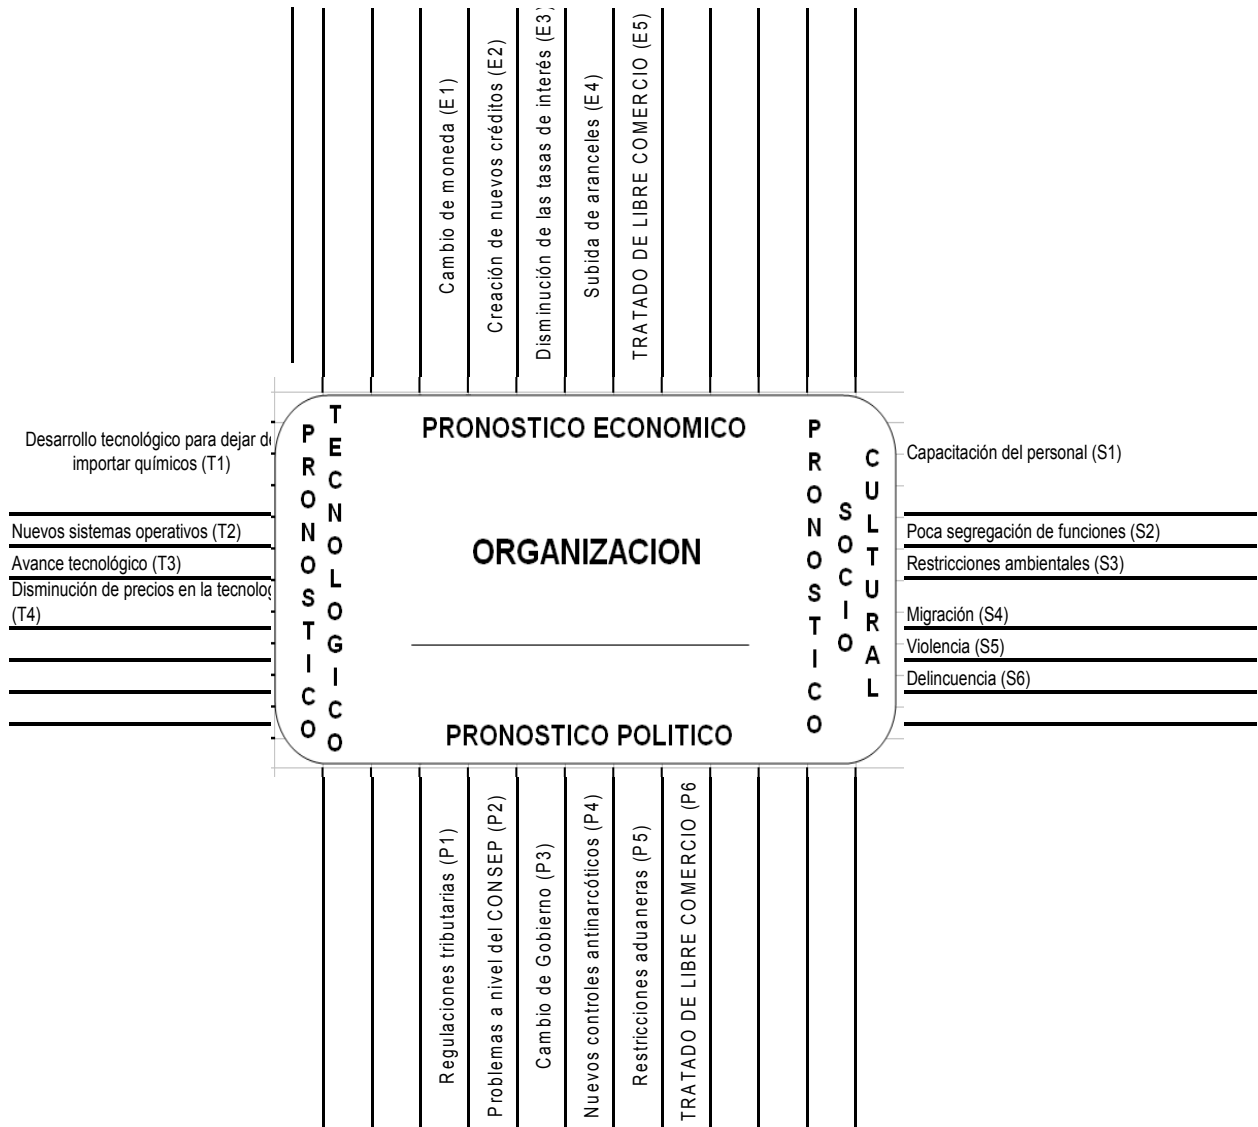 Cambio de moneda (E1)
Creación de nuevos créditos (E2)
Disminución de las tasas de interés (E3)
Subida de aranceles (E4)
TRATADO DE LIBRE COMERCIO (E5)
Desarrollo tecnológico para dejar de
importar químicos (T1)
Nuevos sistemas operativos (T2)
Avance tecnológico (T3)
Disminución de precios en la
(T4)
PRONOSTICO
TECNOLOGICO
PRONOSTICO ECONOMICO
ORGANIZACION
PRONOSTICO POLITICO
PRONOSTICO
SOCIO
CULTURAL
Capacitación del personal (S1)
Poca segregación de funciones (S2)
Restricciones ambientales (S3)
Migración (S4)
Violencia (S5)
Delincuencia (S6)
Regulaciones tributarias (P1)
Problemas a nivel del CONSEP (P2)
Cambio de Gobierno (P3)
Nuevos controles antinarcóticos (P4)
Restricciones aduaneras (P5)
TRATADO DE LIBRE COMERCIO (P6